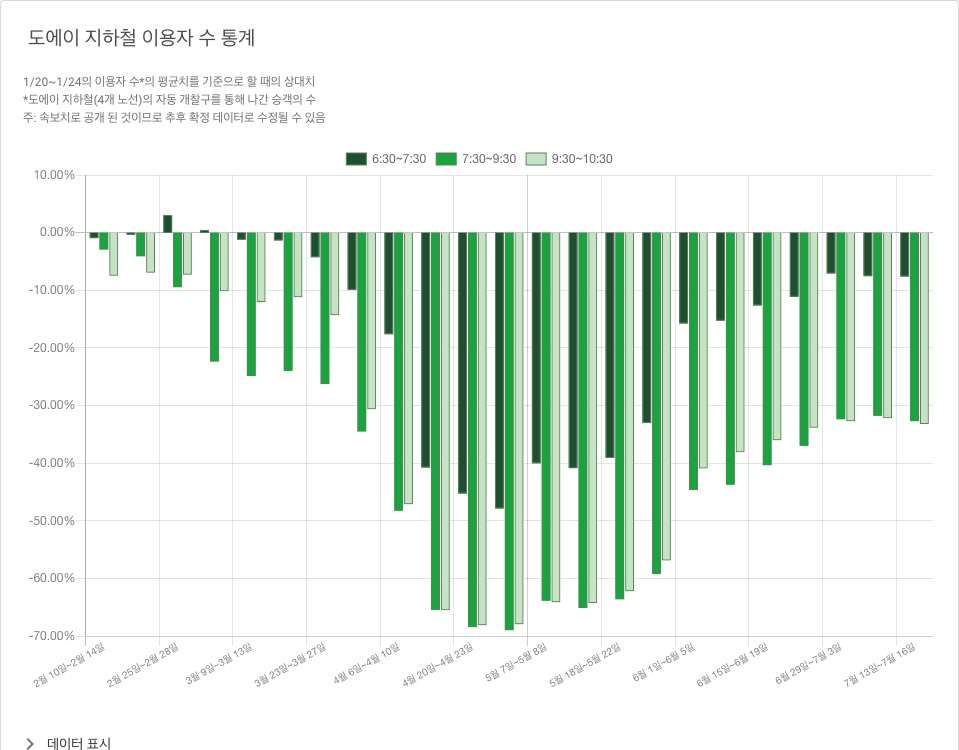 도에이 지하철 이용자 수 통계
1/20~1/24의 이용자 수*의 평균치를 기준으로 할 때의 상대치
*도에이 지하철(4개 노선)의 자동 개찰구를 통해 나간 승객의 수
주: 속보치로 공개 된 것이므로 추후 확정 데이터로 수정될 수 있음
6:30~7:30 7:30~9:30 9:30~10:30
10.00%
0.00%
-10.00%
-20.00%
-30.00%
-40.00%
-50.00%
-60.00%
-70.00%
2월 10일~2월 14일
2월 25일~2월 28일
3월 9일~3월 13일
3월 23일~3월 27일
4월 6일~4월 10일
4월 20일~4월 23일
5월 7일~5월 8일
5월 18일~5월 22일
6월 1일~6월 5일
6월 15일~6월 19일
6월 29일~7월 3일
7월 13일~7월 16일
데이터 표시